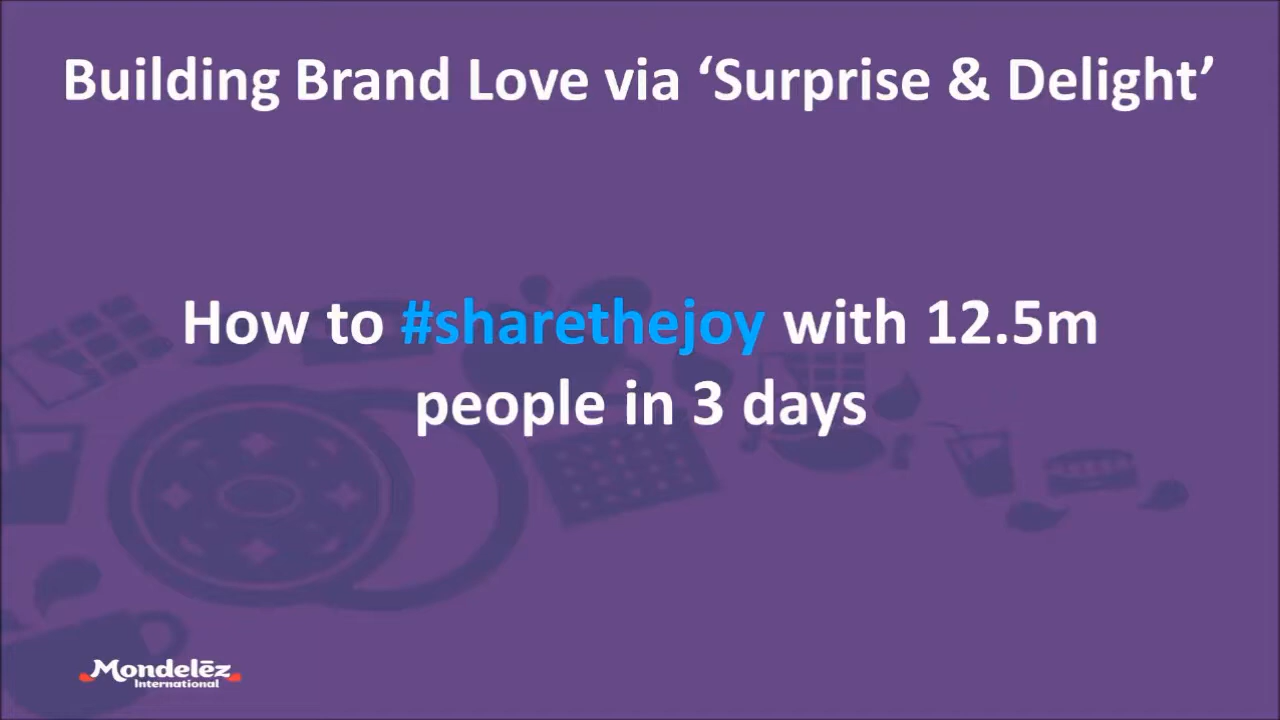 Building Brand Love via ‘Surprise & Delight’
How to #sharethejoy with 12.5m
people in 3 days
Mondelēz
International